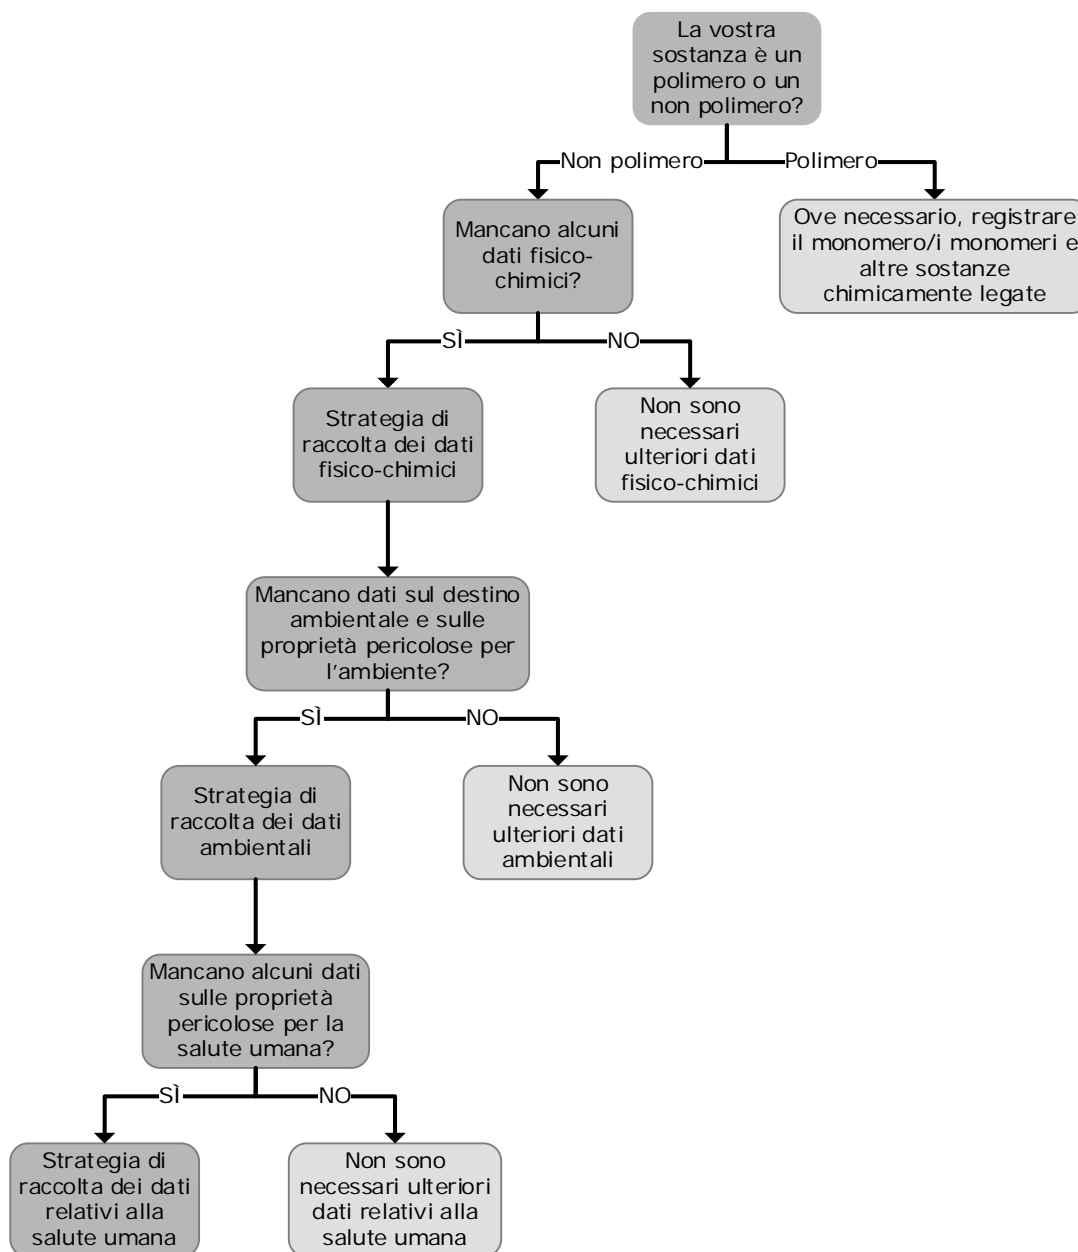 La vostra
sostanza è un
polimero o un
non polimero?
Non polimero
Polimero
Mancano alcuni
dati fisico-
chimici?
Ove necessario, registrare
il monomero/i monomeri e
altre sostanze
chimicamente legate
SÌ
NO
Strategia di
raccolta dei dati
fisico-chimici
Non sono
necessari
ulteriori dati
fisico-chimici
Mancano dati sul destino
ambientale e sulle
proprietà pericolose per
l'ambiente?
SÌ
NO
Strategia di
raccolta dei dati
ambientali
Non sono
necessari
ulteriori dati
ambientali
Mancano alcuni dati
sulle proprietà
pericolose per la
salute umana?
SÌ
NO
Strategia di
raccolta dei dati
relativi alla
salute umana
Non sono
necessari ulteriori
dati relativi alla
salute umana